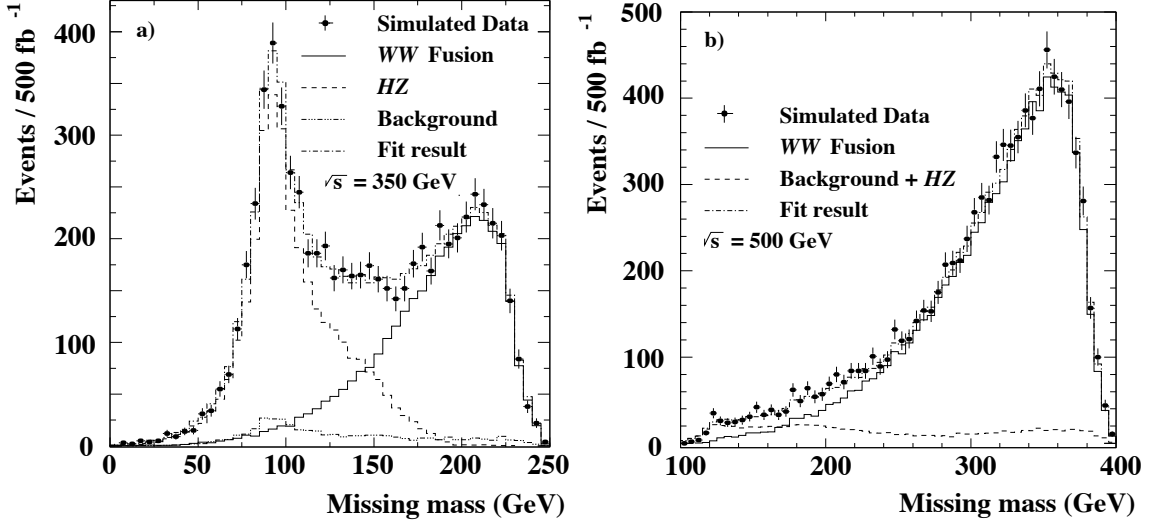 a)
Simulated Data
WW Fusion
HZ
Background
Fit result
√s = 350 GeV
Events / 500 fb -1
400
300
200
100
0
0 50 100 150 200 250
Missing mass (GeV)
b)
Simulated Data
WW Fusion
Background + HZ
Fit result
√s = 500 GeV
Events / 500 fb -1
500
400
300
200
100
0
100 200 300 400
Missing mass (GeV)